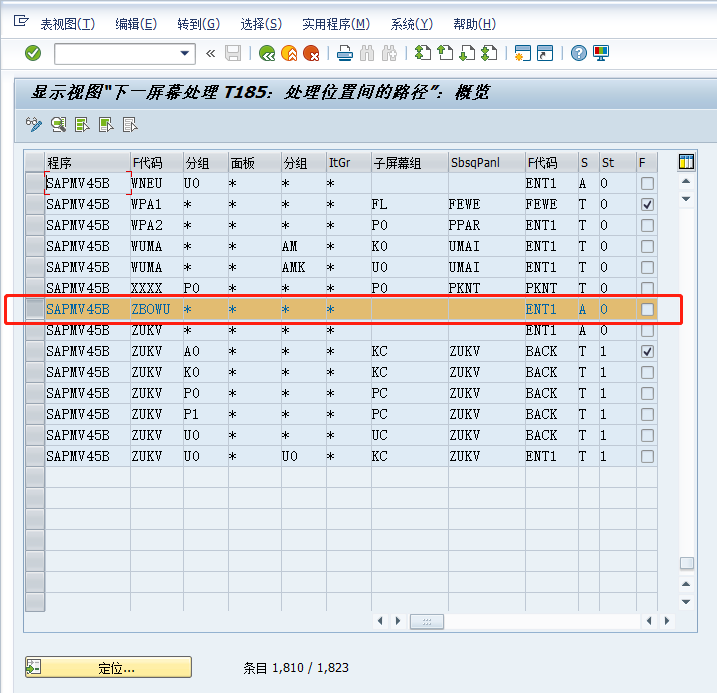 表视图(T) 编辑(E) 转到(G) 选择(S) 实用程序(M) 系统(Y) 帮助(H)
显示视图“下一屏幕处理 T185：处理位置间的路径”：概览
程序 F代码 分组 面板 分组 ItGr 子屏幕组 SbsqPanl F代码 S St F
SAPMV45B WNEU U0 * * * ENT1 A 0
SAPMV45B WPA1 * * * * FL FEWE FEWE T 0
SAPMV45B WPA2 * * * * P0 PPAR ENT1 T 0
SAPMV45B WUMA * * AM * K0 UMAI ENT1 T 0
SAPMV45B WUMA * * AMK * U0 UMAI ENT1 T 0
SAPMV45B XXXX P0 * * * P0 PKNT PKNT T 0
SAPMV45B ZBOWU * * * * ENT1 A 0
SAPMV45B ZUKV * * * * ENT1 A 0
SAPMV45B ZUKV A0 * * * KC ZUKV BACK T 1
SAPMV45B ZUKV K0 * * * KC ZUKV BACK T 1
SAPMV45B ZUKV P0 * * * PC ZUKV BACK T 1
SAPMV45B ZUKV P1 * * * PC ZUKV BACK T 1
SAPMV45B ZUKV U0 * * * UC ZUKV BACK T 1
SAPMV45B ZUKV U0 * U0 * KC ZUKV ENT1 T 1
定位... 条目 1,810 / 1,823